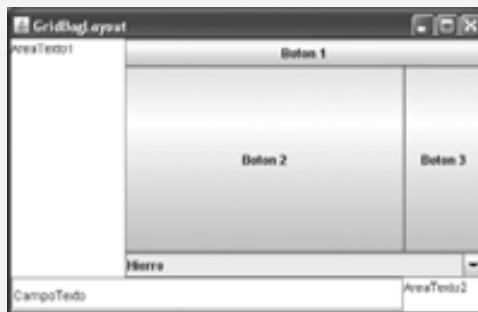 GridBagLayout
AreaTexto1
Boton 1
Boton 2
Boton 3
Hierro
CampoTexto
AreaTexto2